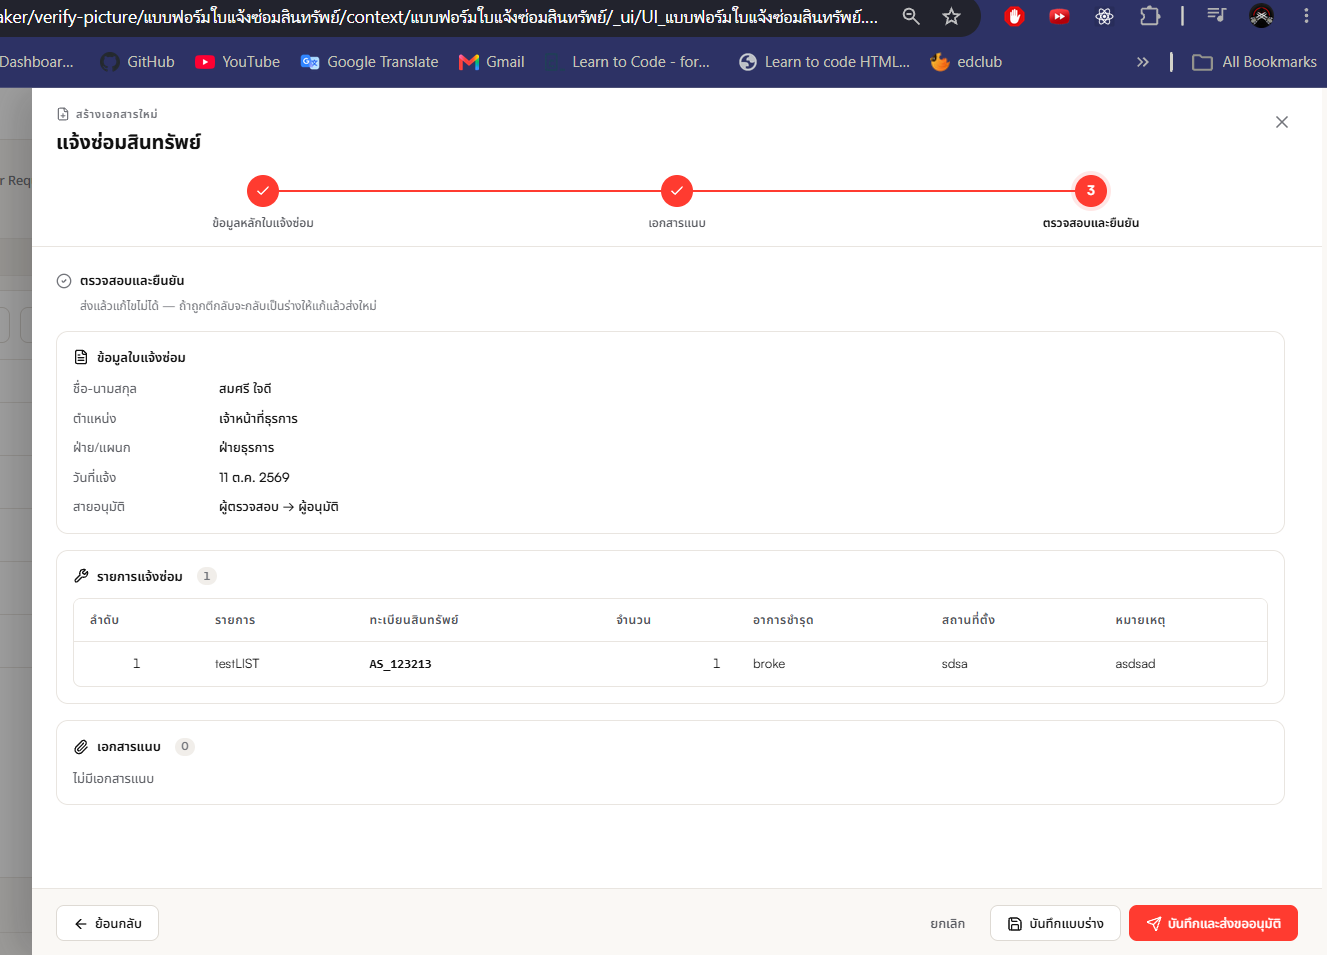 aker/verify-picture/แบบฟอร์มใบแจ้งซ่อมสินทรัพย์/context/แบบฟอร์มใบแจ้งซ่อมสินทรัพย์/_ui/UI_แบบฟอร์มใบแจ้งซ่อมสินทรัพย์....
Dashboar... GitHub YouTube Google Translate Gmail Learn to Code - for... Learn to code HTML... edclub » All Bookmarks
สร้างเอกสารใหม่
แจ้งซ่อมสินทรัพย์
r Requ
3
ข้อมูลหลักใบแจ้งซ่อม เอกสารแนบ ตรวจสอบและยืนยัน
ตรวจสอบและยืนยัน
ส่งแล้วแก้ไขไม่ได้ — ถ้าถูกตีกลับจะกลับเป็นร่างให้แก้แล้วส่งใหม่
ข้อมูลใบแจ้งซ่อม
ชื่อ-นามสกุล สมศรี ใจดี
ตำแหน่ง เจ้าหน้าที่ธุรการ
ฝ่าย/แผนก ฝ่ายธุรการ
วันที่แจ้ง 11 ต.ค. 2569
สายอนุมัติ ผู้ตรวจสอบ → ผู้อนุมัติ
รายการแจ้งซ่อม 1
ลำดับ รายการ ทะเบียนสินทรัพย์ จำนวน อาการชำรุด สถานที่ตั้ง หมายเหตุ
1 testLIST AS_123213 1 broke sdsa asdsad
เอกสารแนบ 0
ไม่มีเอกสารแนบ
← ย้อนกลับ ยกเลิก บันทึกแบบร่าง บันทึกและส่งขออนุมัติ